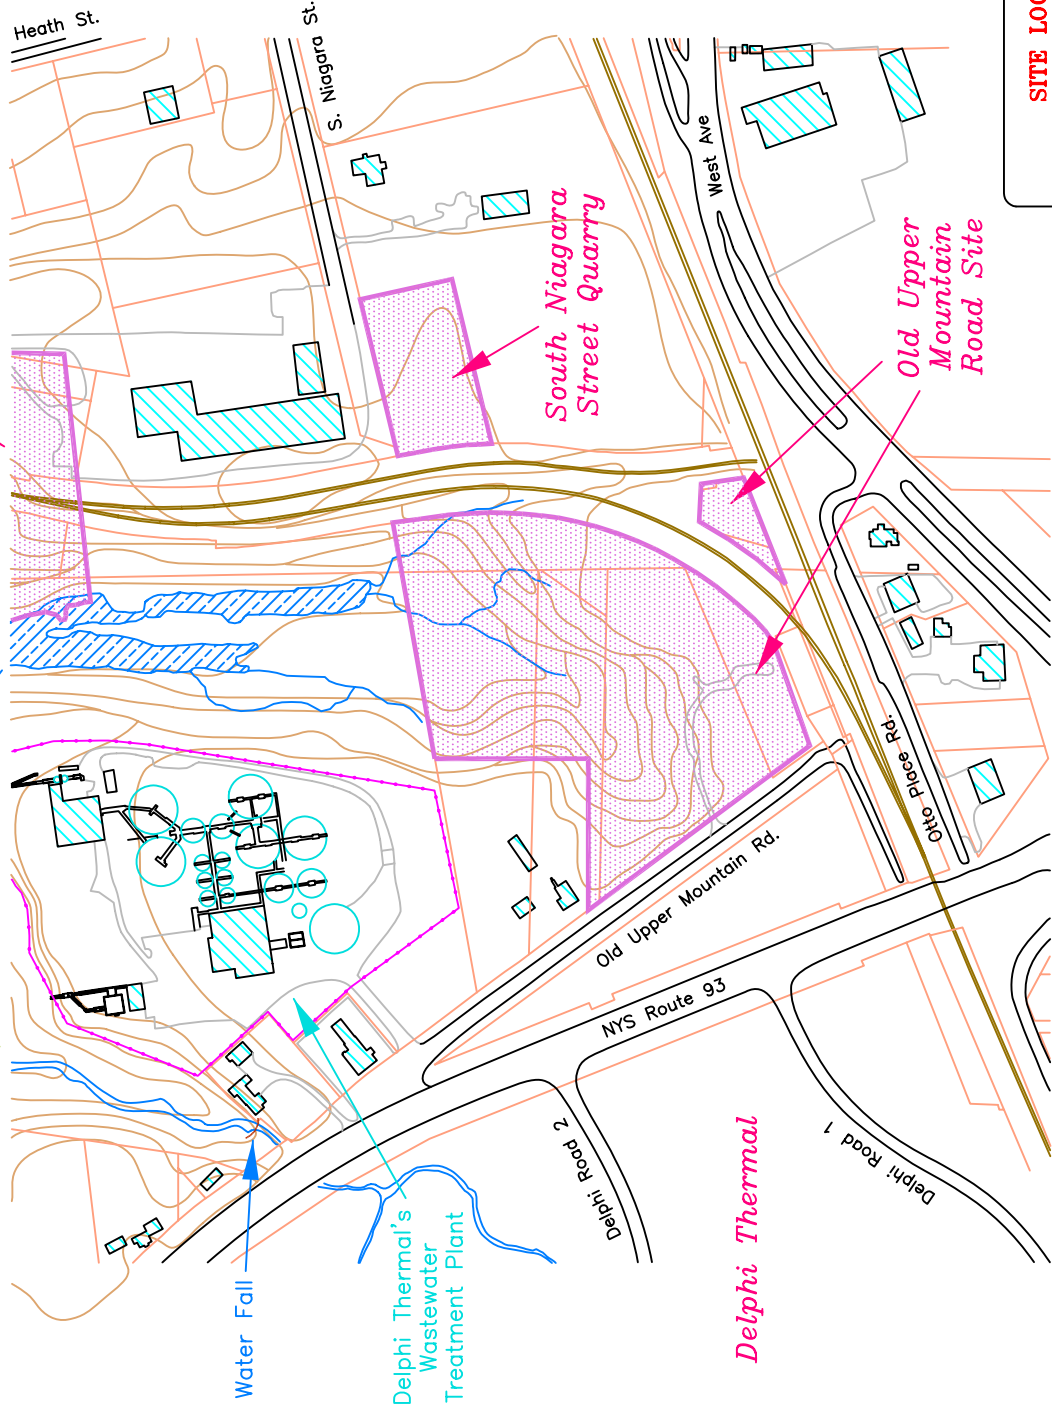 Heath St.
S. Niagara St.
SITE LOC
West Ave
South Niagara
Street Quarry
Old Upper
Mountain
Road Site
Otto Place Rd.
Old Upper Mountain Rd.
NYS Route 93
Delphi Road 2
Delphi Road 1
Delphi Thermal
Water Fall
Delphi Thermal's
Wastewater
Treatment Plant